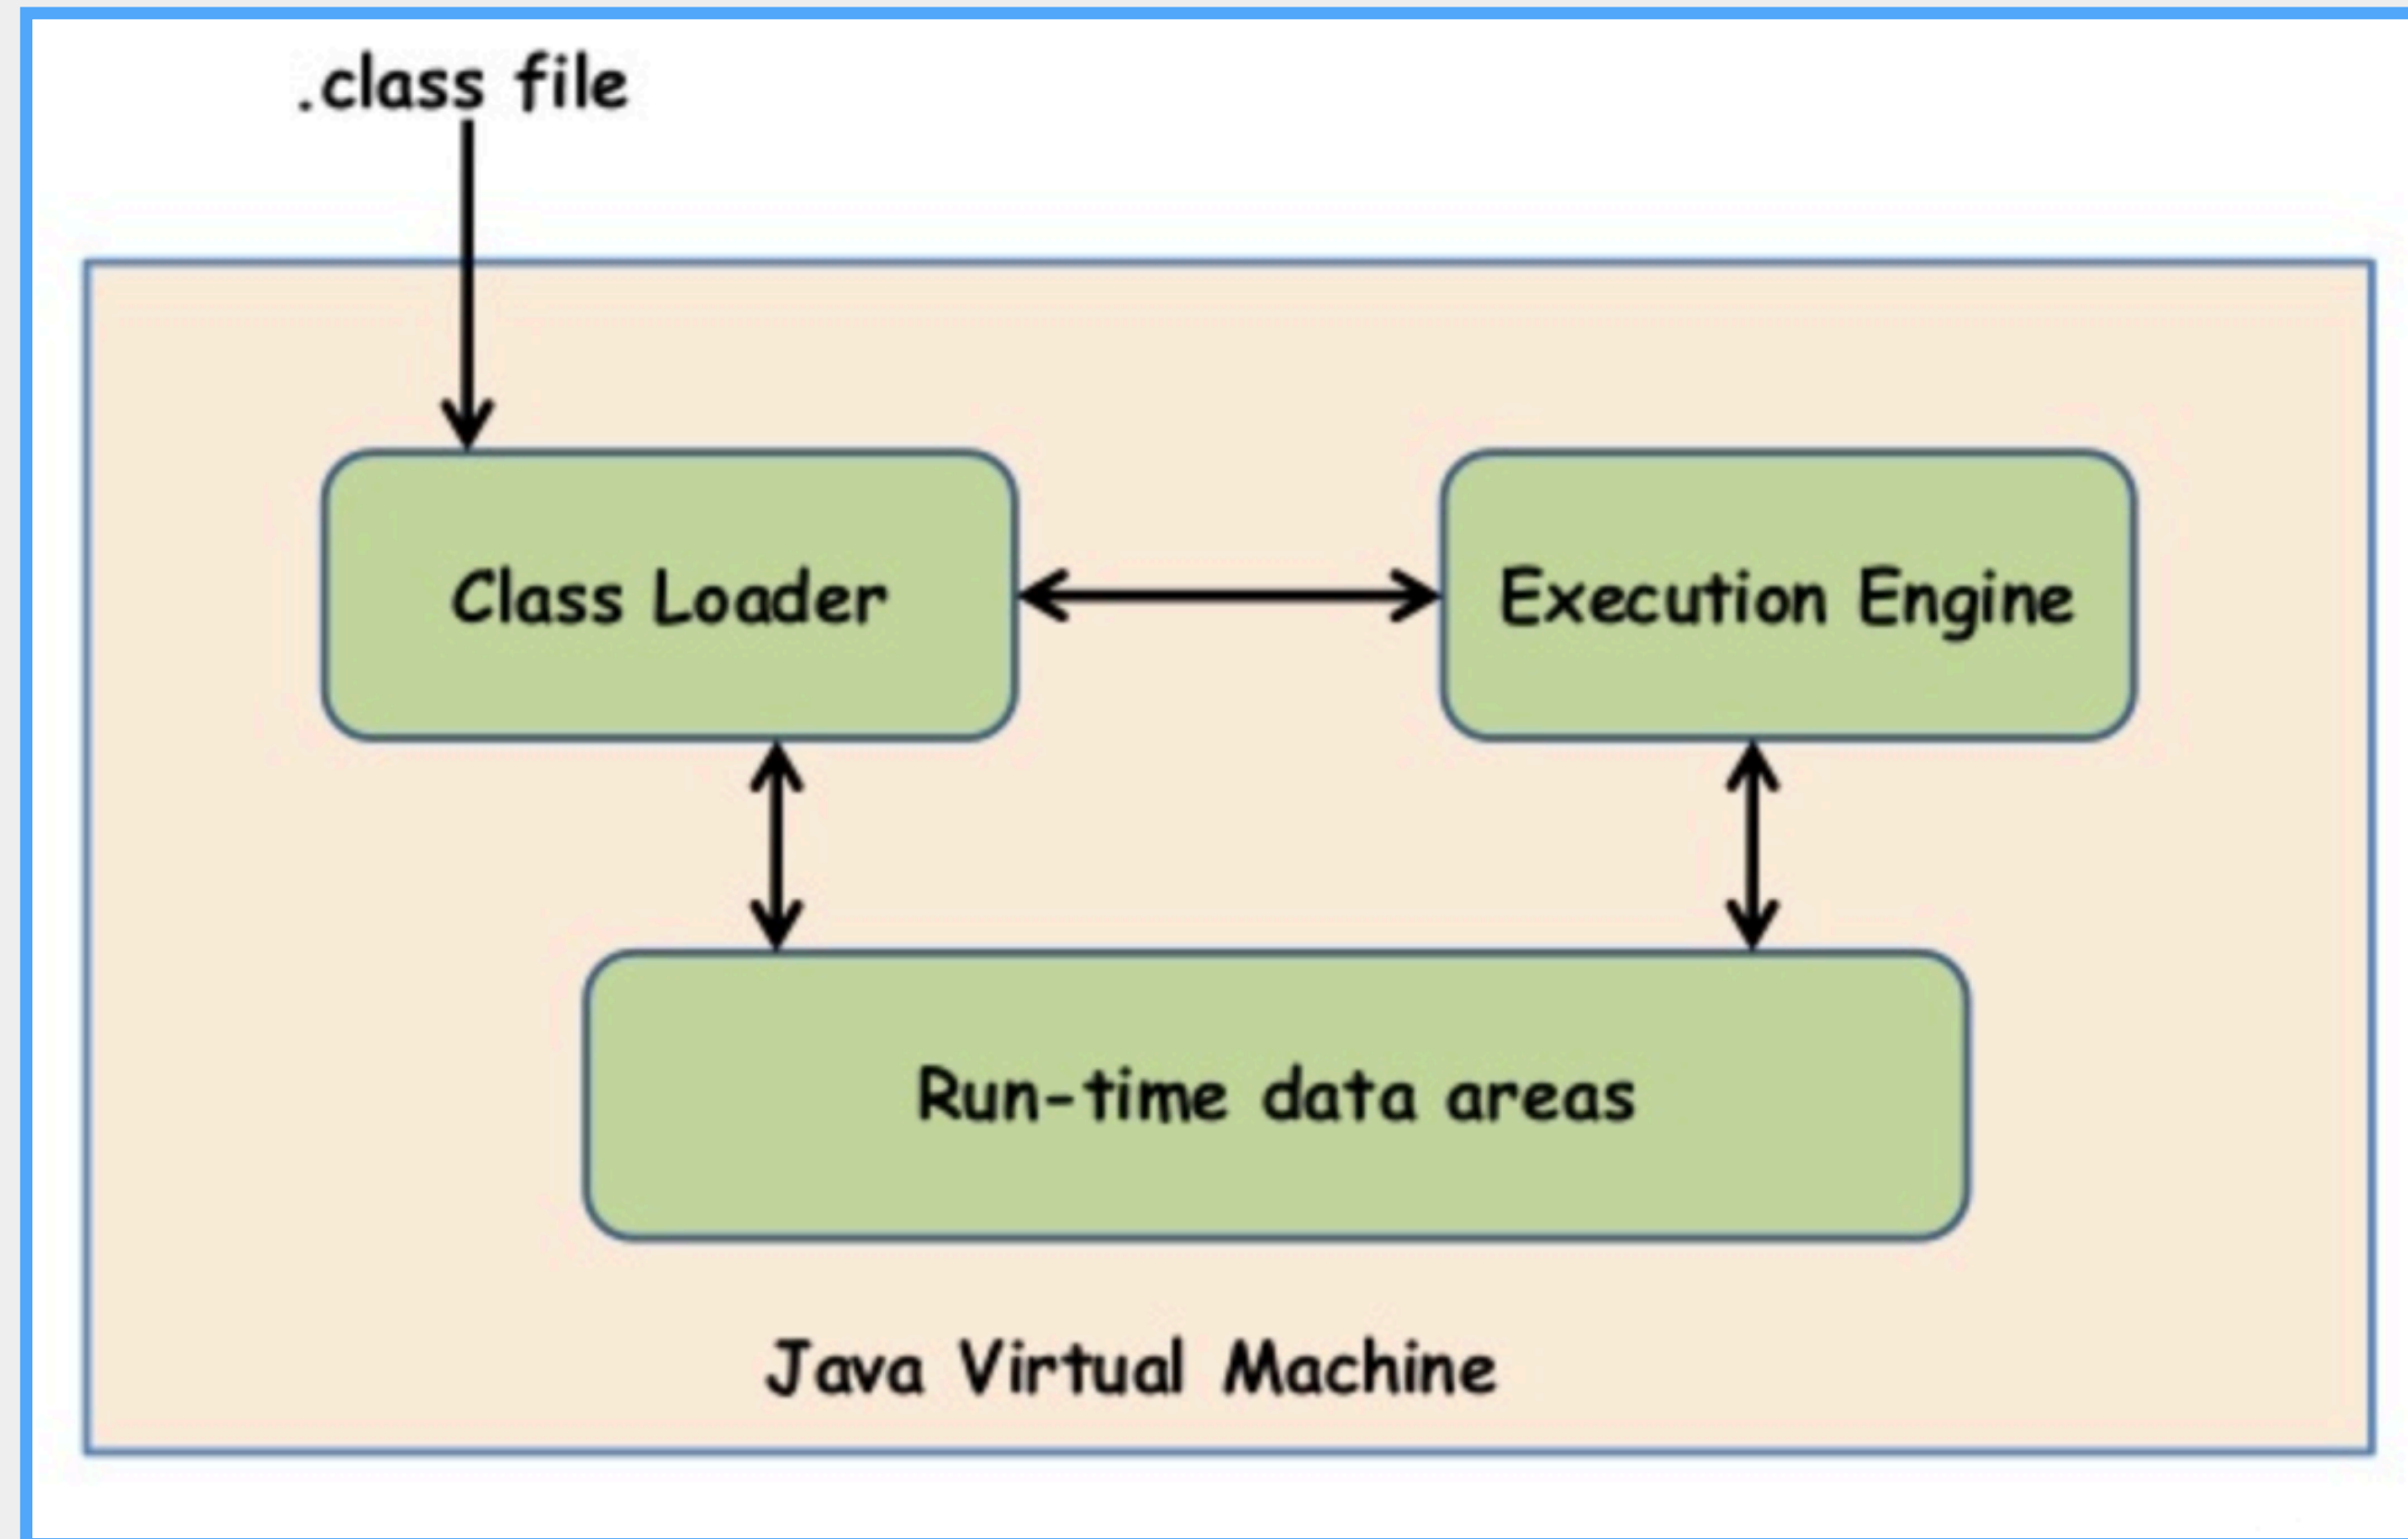 .class file
Class Loader
Execution Engine
Run-time data areas
Java Virtual Machine